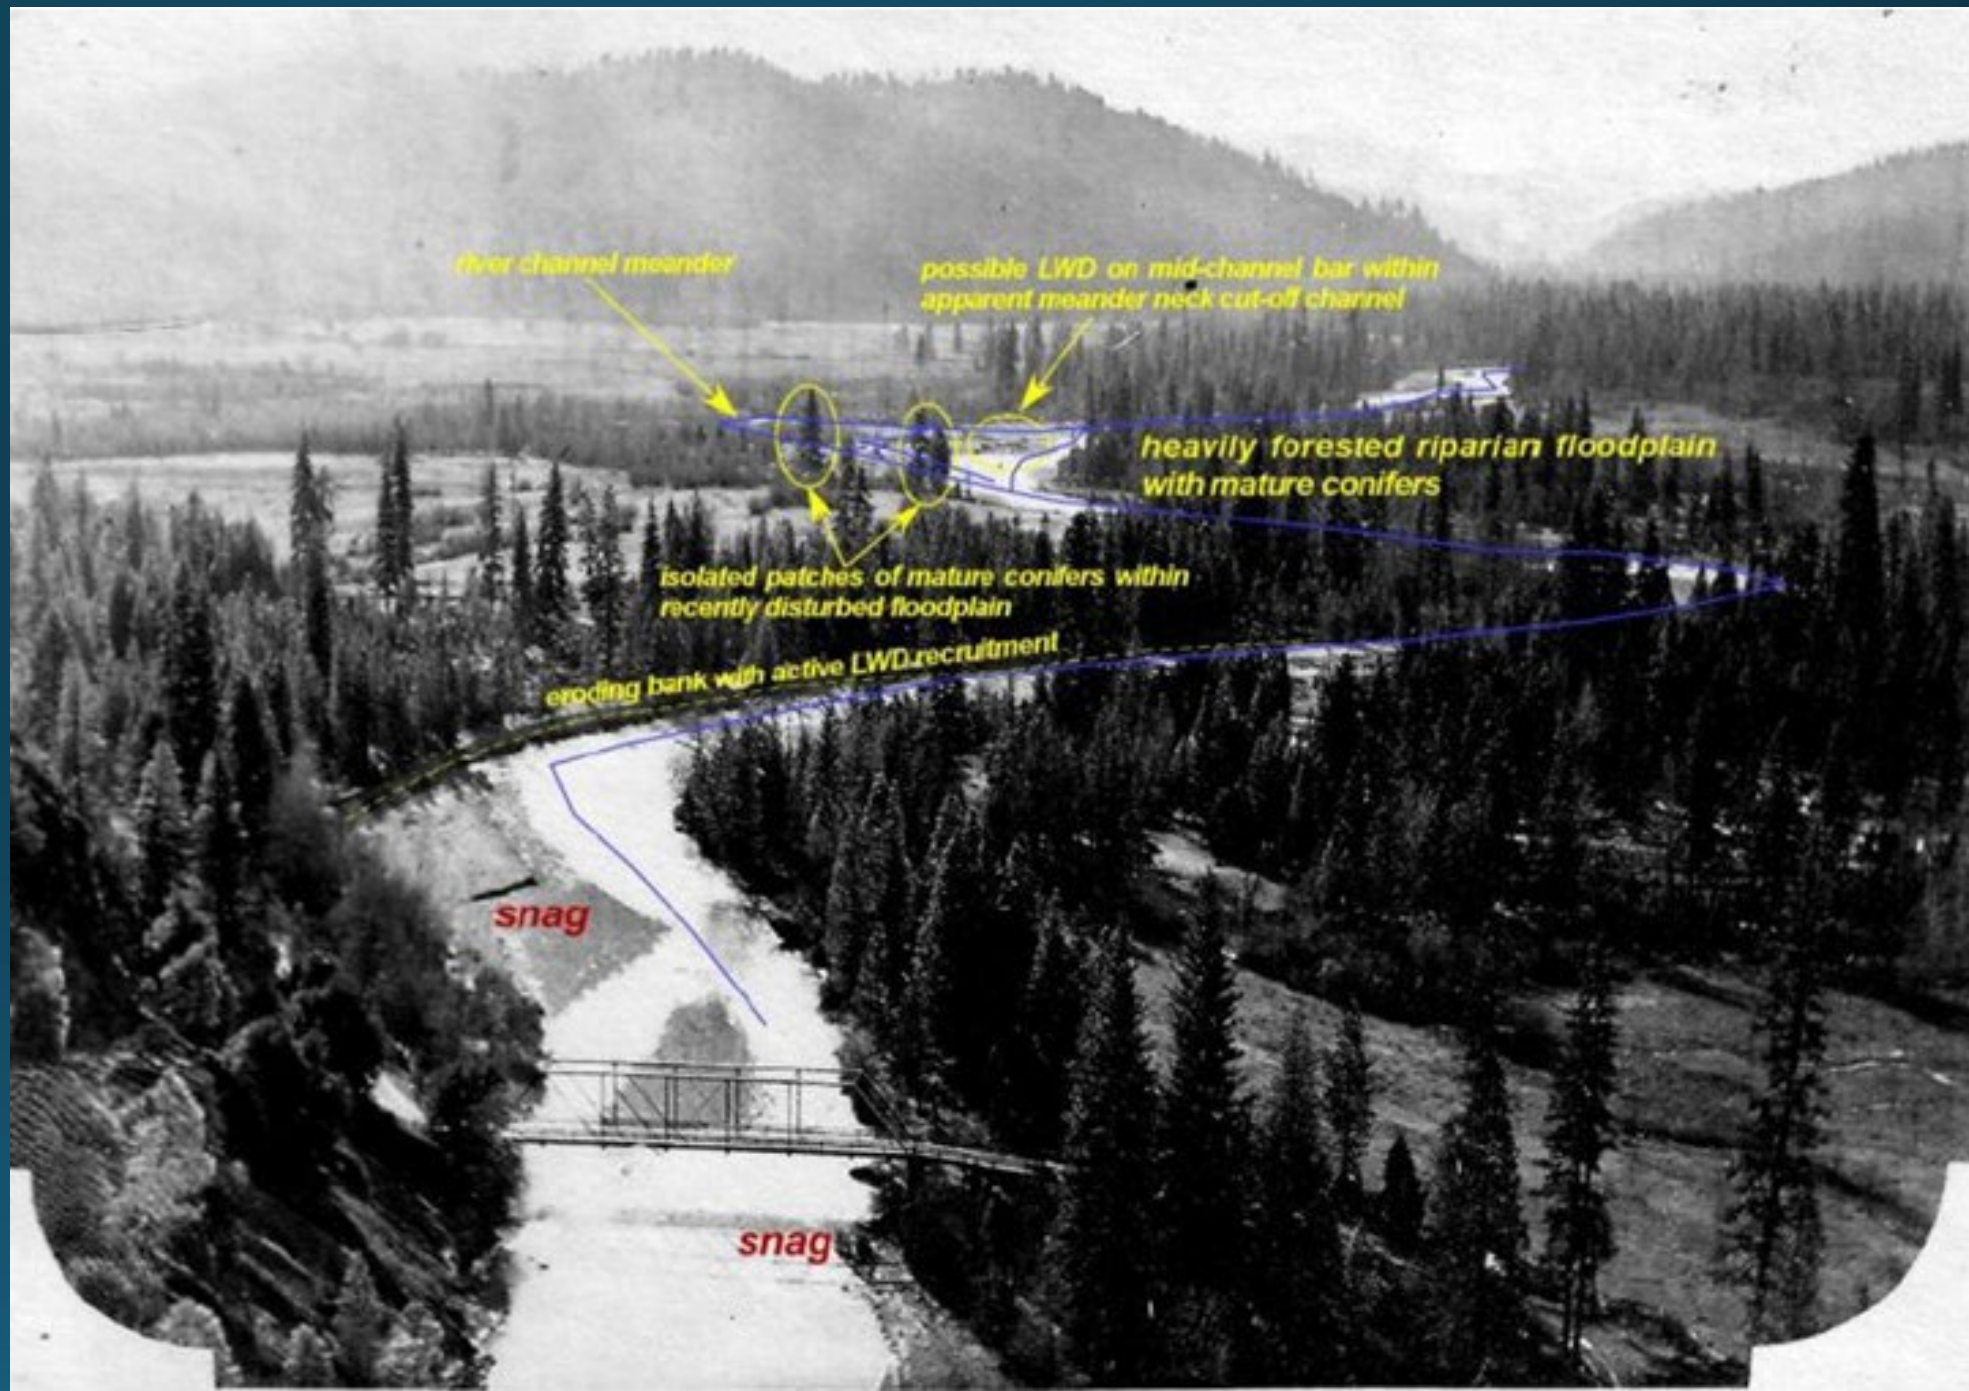 river channel meander
possible LWD on mid-channel bar within
apparent meander neck cut-off channel
heavily forested riparian floodplain
with mature conifers
isolated patches of mature conifers within
recently disturbed floodplain
eroding bank with active LWD recruitment
snag
snag